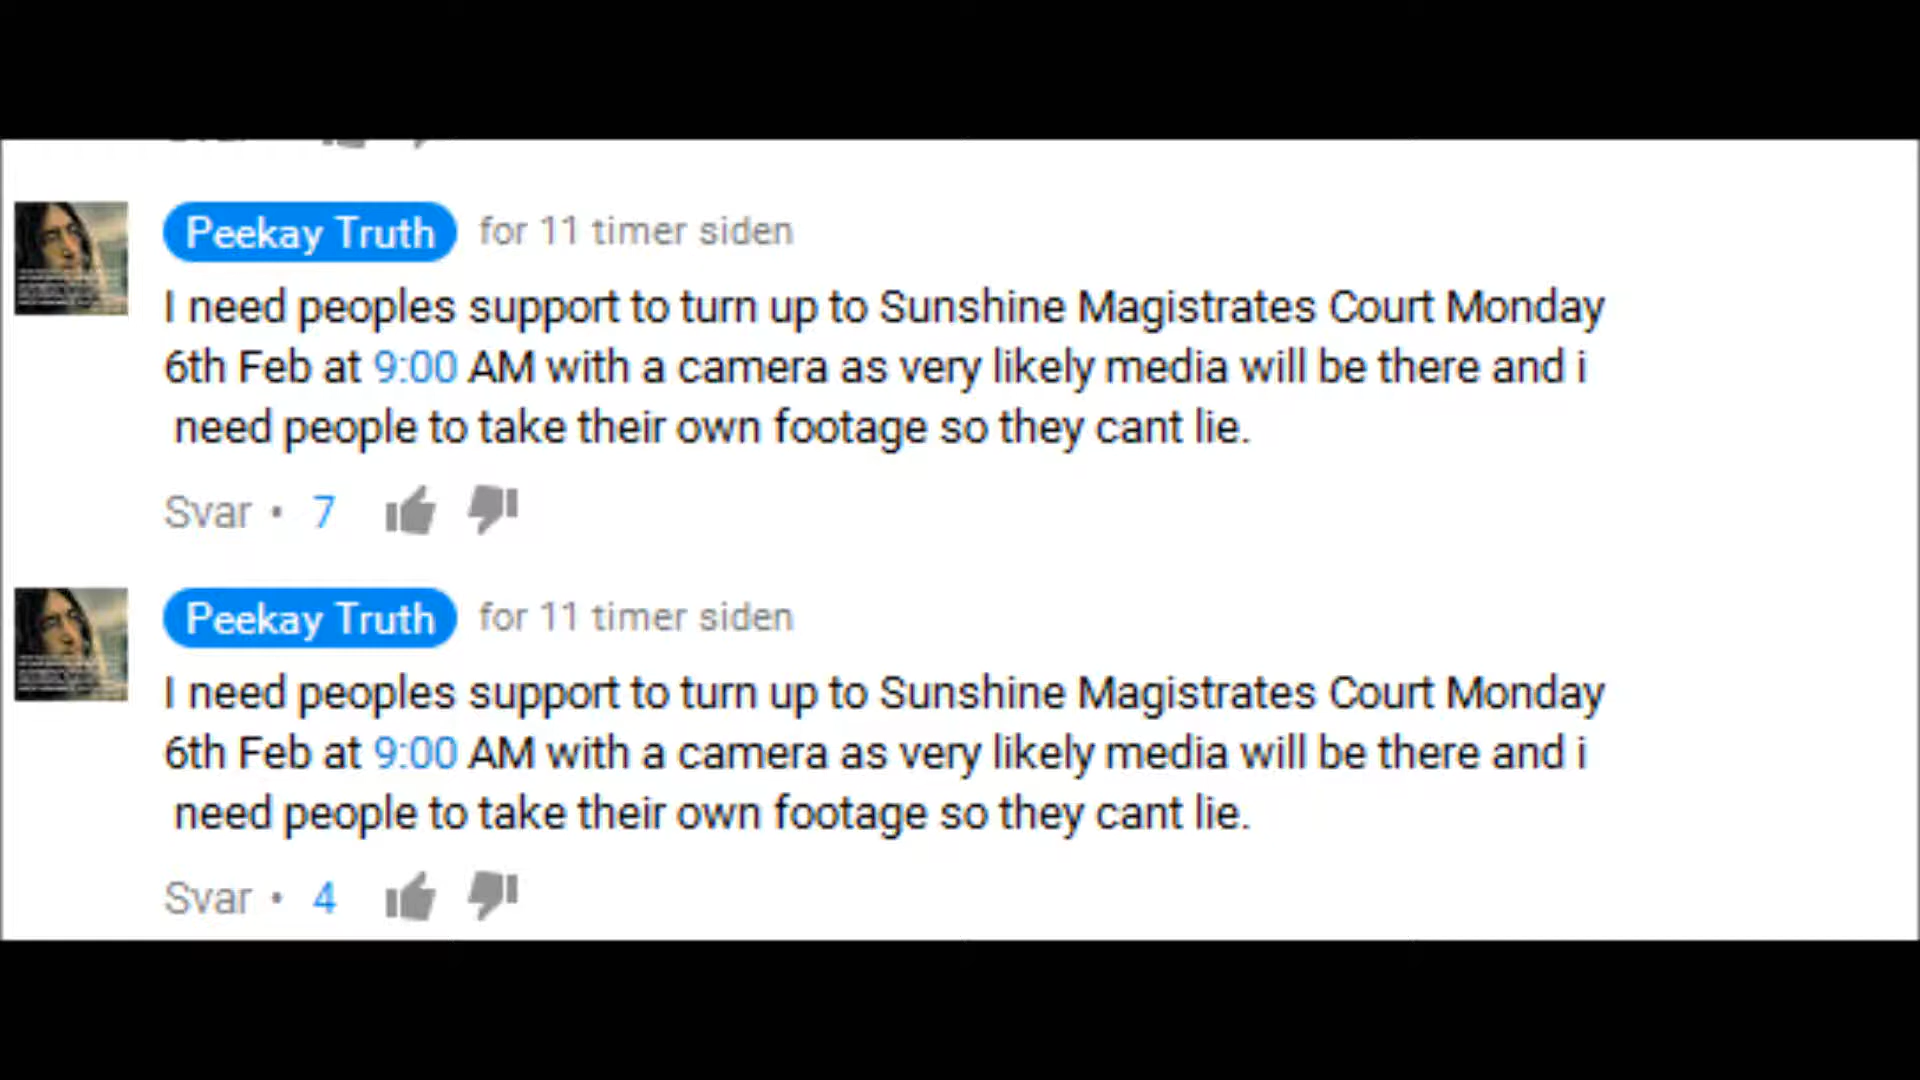 Peekay Truth for 11 timer siden
I need peoples support to turn up to Sunshine Magistrates Court Monday
6th Feb at 9:00 AM with a camera as very likely media will be there and i
need people to take their own footage so they cant lie.
Svar • 7
Peekay Truth for 11 timer siden
I need peoples support to turn up to Sunshine Magistrates Court Monday
6th Feb at 9:00 AM with a camera as very likely media will be there and i
need people to take their own footage so they cant lie.
Svar • 4